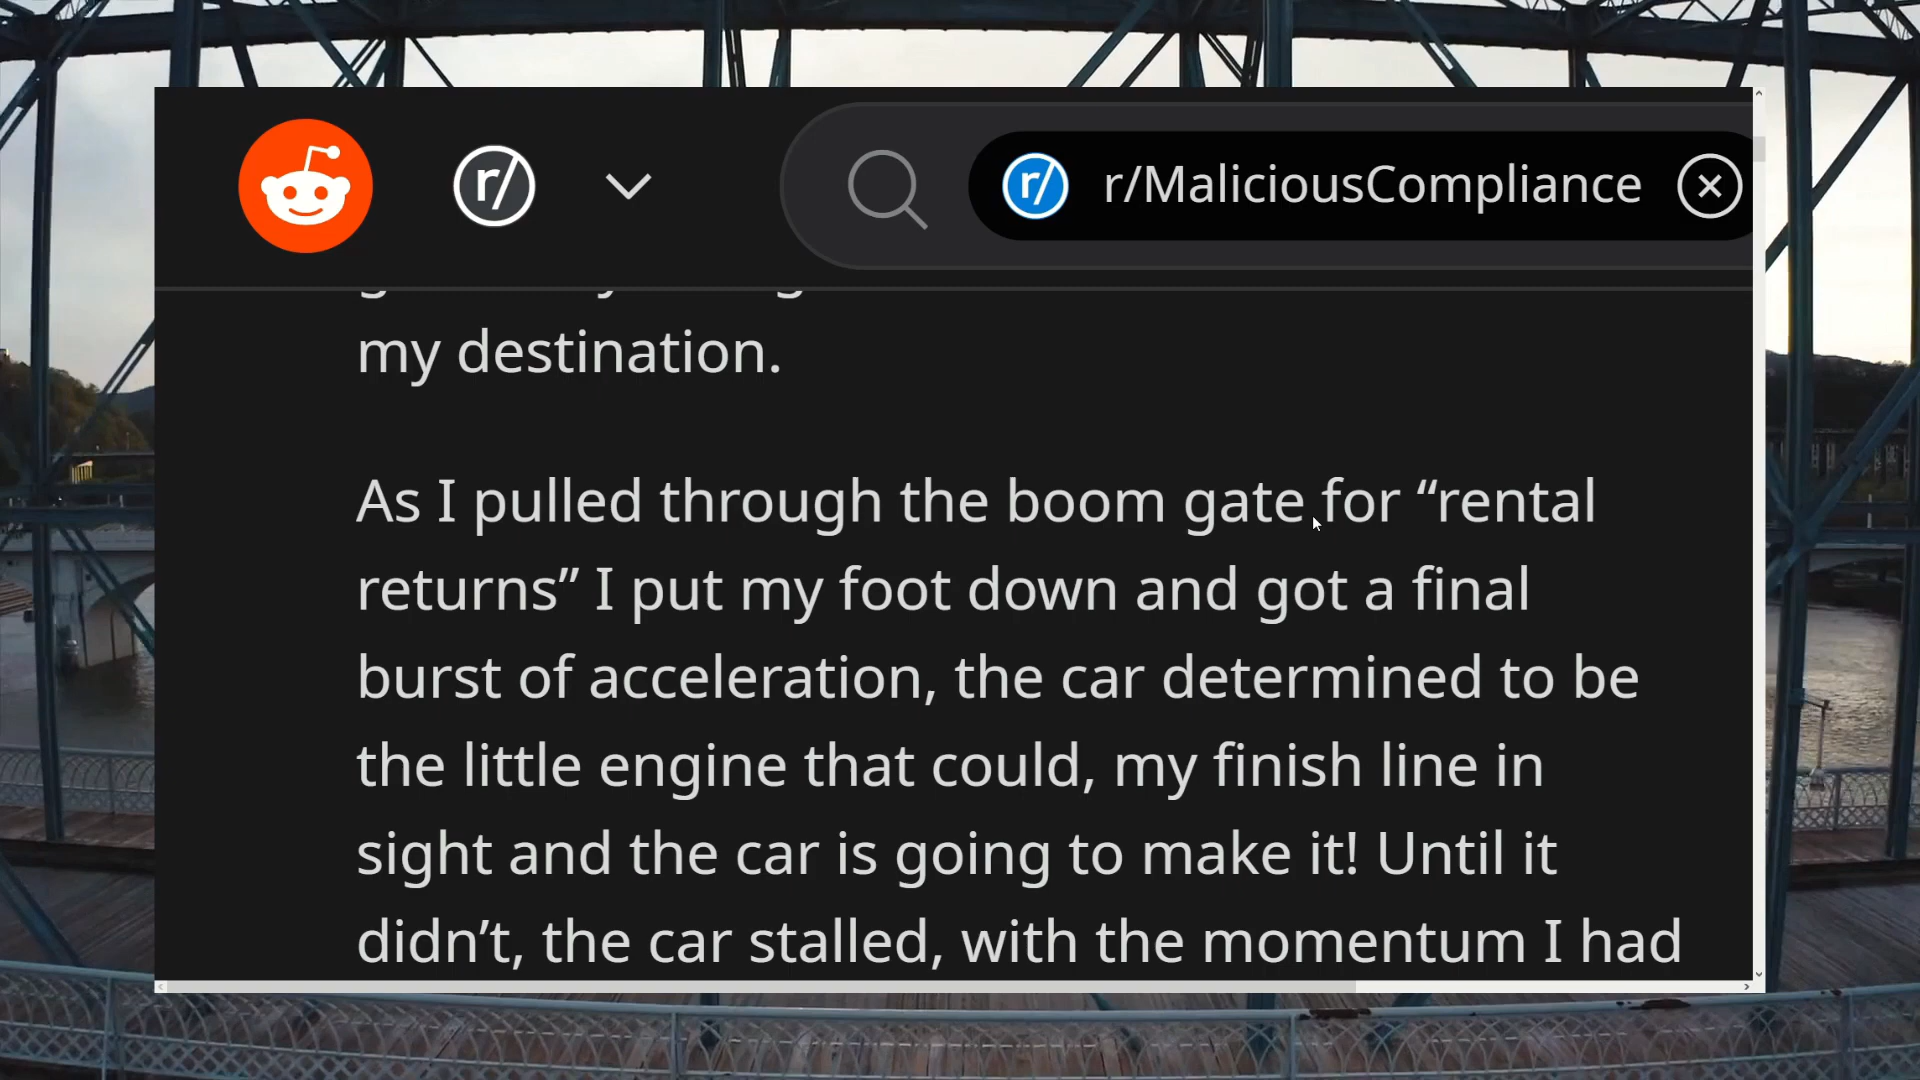 r/
r/ r/MaliciousCompliance
my destination.
As I pulled through the boom gate for “rental
returns” I put my foot down and got a final
burst of acceleration, the car determined to be
the little engine that could, my finish line in
sight and the car is going to make it! Until it
didn’t, the car stalled, with the momentum I had